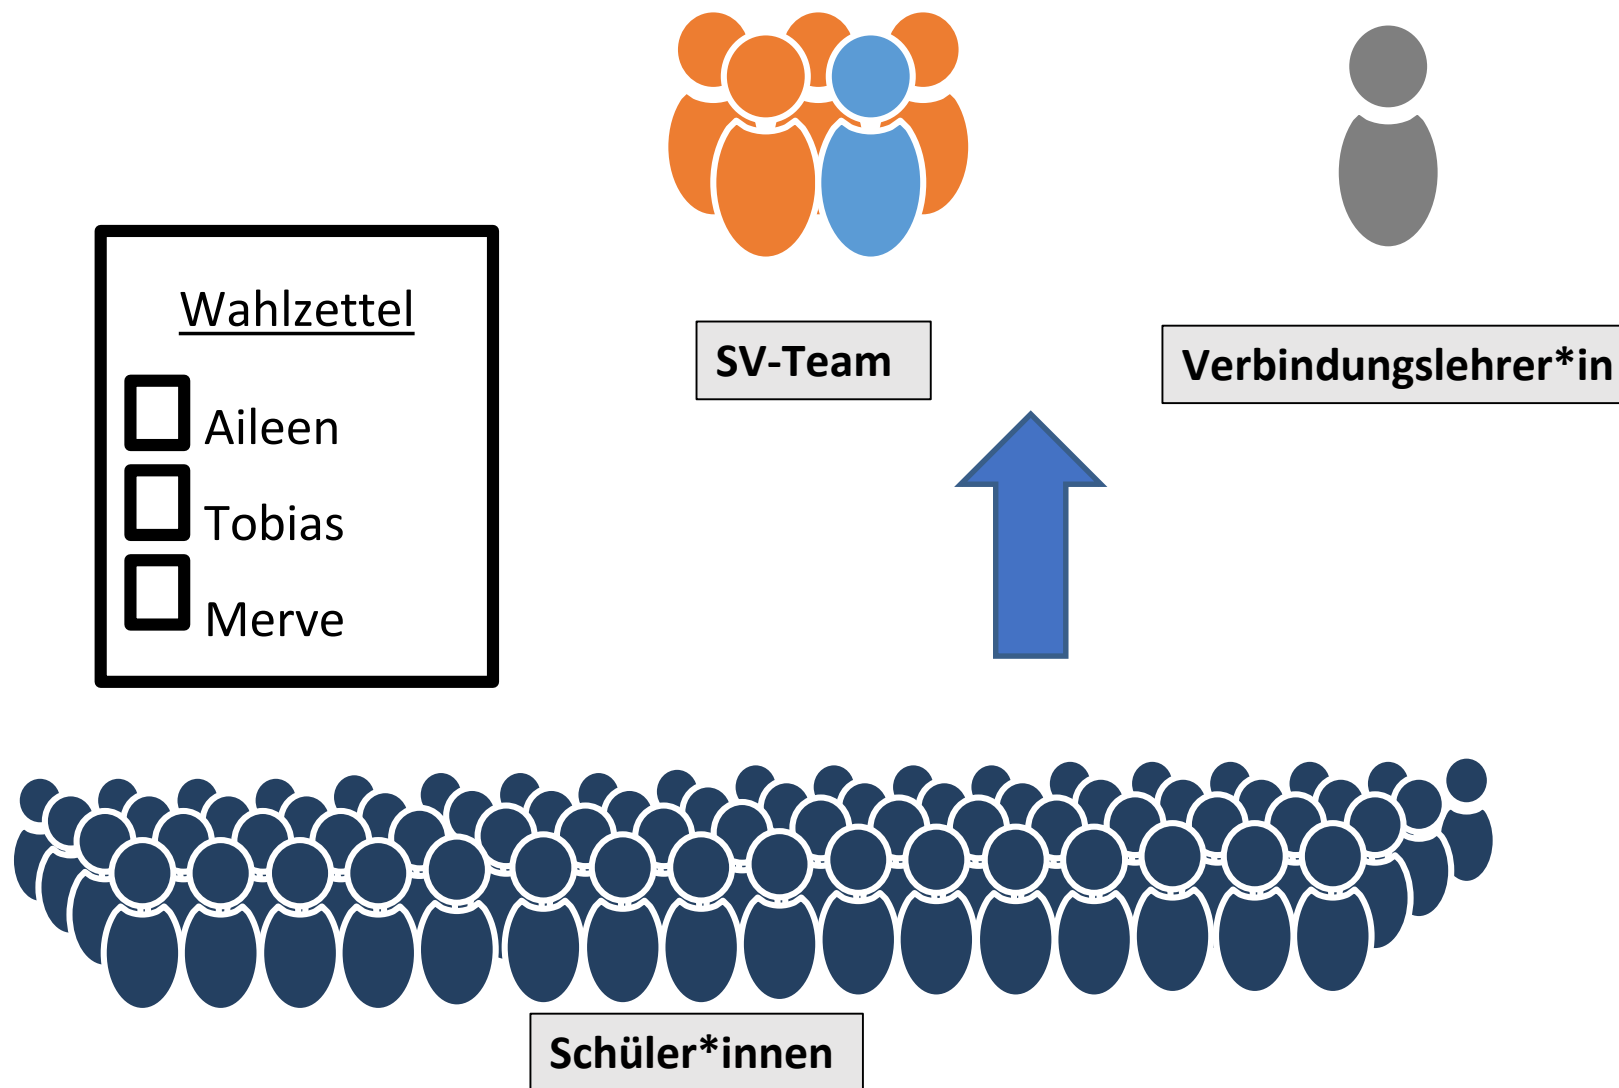 Wahlzettel
Aileen
Tobias
Merve
SV-Team
Verbindungslehrer*in
Schüler*innen